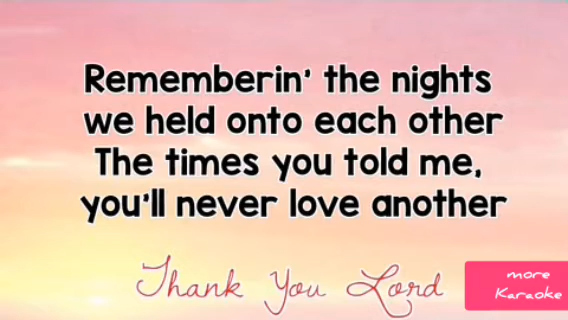 Rememberin' the nights
we held onto each other
The times you told me,
you'll never love another
Thank You Lord
more
Karaoke